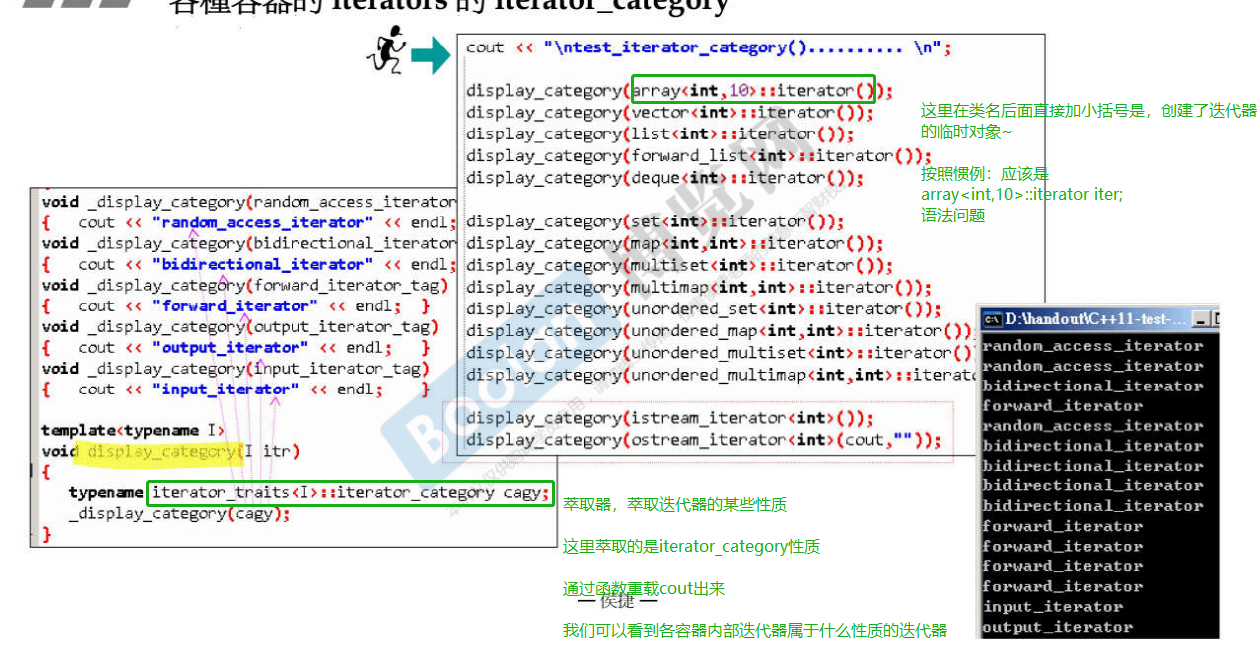 各種容器的 iterators 的 iterator_category
cout << "\ntest_iterator_category().......... \n";
display_category(array<int,10>::iterator());
display_category(vector<int>::iterator());
display_category(list<int>::iterator());
display_category(forward_list<int>::iterator());
display_category(deque<int>::iterator());
display_category(set<int>::iterator());
display_category(map<int,int>::iterator());
display_category(multiset<int>::iterator());
display_category(multimap<int,int>::iterator());
display_category(unordered_set<int>::iterator());
display_category(unordered_map<int,int>::iterator());
display_category(unordered_multiset<int>::iterator()
display_category(unordered_multimap<int,int>::iterato
display_category(istream_iterator<int>());
display_category(ostream_iterator<int>(cout,""));
这里在类名后面直接加小括号是，创建了迭代器
的临时对象~
按照惯例：应该是
array<int,10>::iterator iter;
语法问题
void _display_category(random_access_iterator
{ cout << "random_access_iterator" << endl;
void _display_category(bidirectional_iterator
{ cout << "bidirectional_iterator" << endl;
void _display_category(forward_iterator_tag)
{ cout << "forward_iterator" << endl; }
void _display_category(output_iterator_tag)
{ cout << "output_iterator" << endl; }
void _display_category(input_iterator_tag)
{ cout << "input_iterator" << endl; }
template<typename I>
void display_category(I itr)
{
typename iterator_traits<I>::iterator_category cagy;
_display_category(cagy);
}
萃取器，萃取迭代器的某些性质
这里萃取的是iterator_category性质
通过函数重载cout出来
— 侯捷 —
我们可以看到各容器内部迭代器属于什么性质的迭代器
D:\handout\C++11-test-...
random_access_iterator
random_access_iterator
bidirectional_iterator
forward_iterator
random_access_iterator
bidirectional_iterator
bidirectional_iterator
bidirectional_iterator
bidirectional_iterator
forward_iterator
forward_iterator
forward_iterator
forward_iterator
input_iterator
output_iterator
Boolan
博览网